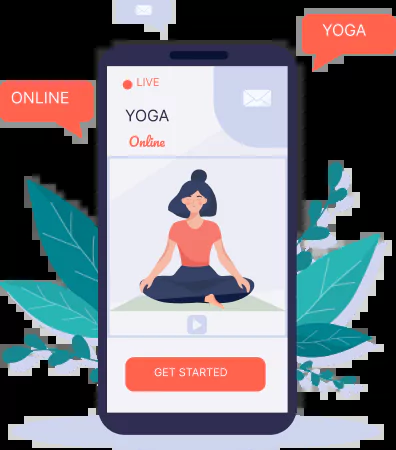 YOGA
ONLINE
LIVE
YOGA
Online
GET STARTED